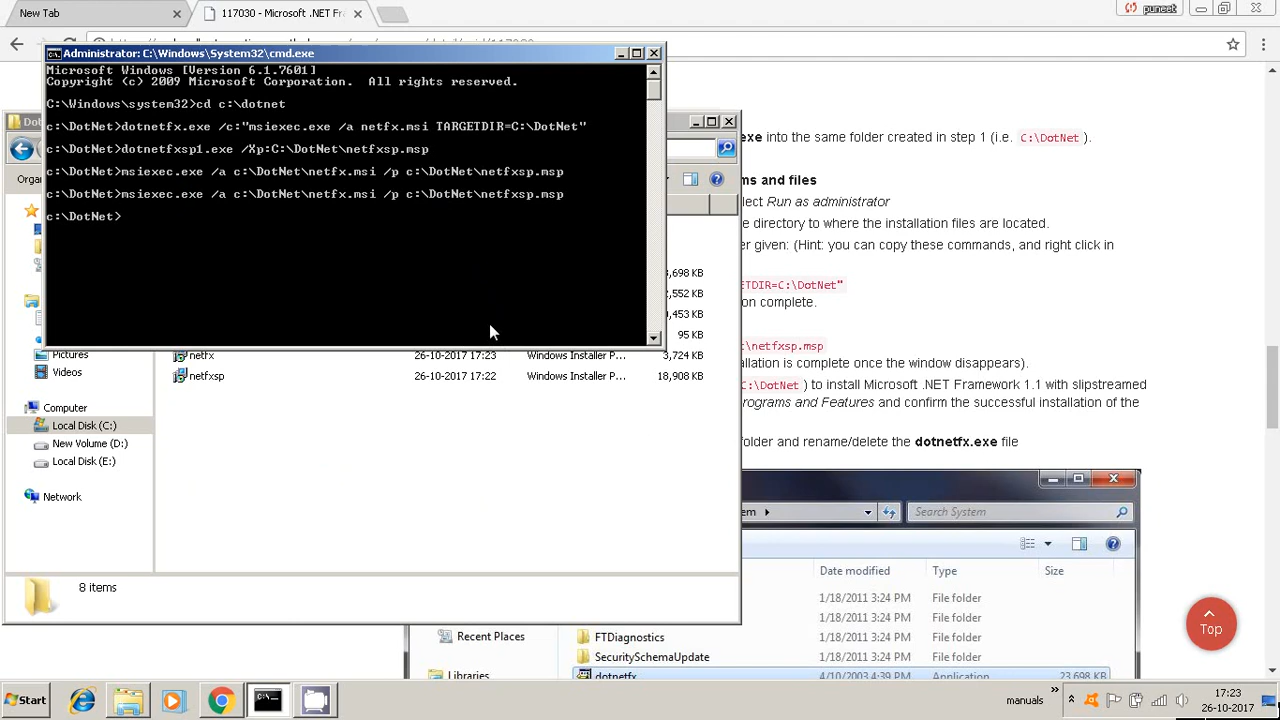 New Tab
117030 - Microsoft .NET Fr
puneet
Administrator: C:\Windows\System32\cmd.exe
Microsoft Windows [Version 6.1.7601]
Copyright (c) 2009 Microsoft Corporation.  All rights reserved.
C:\Windows\system32>cd c:\dotnet
c:\DotNet>dotnetfx.exe /c:"msiexec.exe /a netfx.msi TARGETDIR=C:\DotNet"
c:\DotNet>dotnetfxsp1.exe /Xp:C:\DotNet\netfxsp.msp
c:\DotNet>msiexec.exe /a c:\DotNet\netfx.msi /p c:\DotNet\netfxsp.msp
c:\DotNet>msiexec.exe /a c:\DotNet\netfx.msi /p c:\DotNet\netfxsp.msp
c:\DotNet>
Do
Organ
into the same folder created in step 1 (i.e. C:\DotNet ).
ms and files
lect Run as administrator
e directory to where the installation files are located.
er given: (Hint: you can copy these commands, and right click in
ETDIR=C:\DotNet"
on complete.
:\netfxsp.msp
allation is complete once the window disappears).
C:\DotNet ) to install Microsoft .NET Framework 1.1 with slipstreamed
rograms and Features and confirm the successful installation of the
folder and rename/delete the dotnetfx.exe file
,698 KB
,552 KB
,453 KB
95 KB
netfx 26-10-2017 17:23 Windows Installer P... 3,724 KB
netfxsp 26-10-2017 17:22 Windows Installer P... 18,908 KB
Pictures
Videos
Computer
Local Disk (C:)
New Volume (D:)
Local Disk (E:)
Network
8 items
em
Search System
Date modified Type Size
1/18/2011 3:24 PM File folder
FTDiagnostics 1/18/2011 3:24 PM File folder
1/18/2011 3:24 PM File folder
SecuritySchemaUpdate 1/18/2011 3:24 PM File folder
dotnetfx 4/10/2003 4:39 PM Application 23,698 KB
Recent Places
Libraries
Top
Start
manuals
17:23
26-10-2017